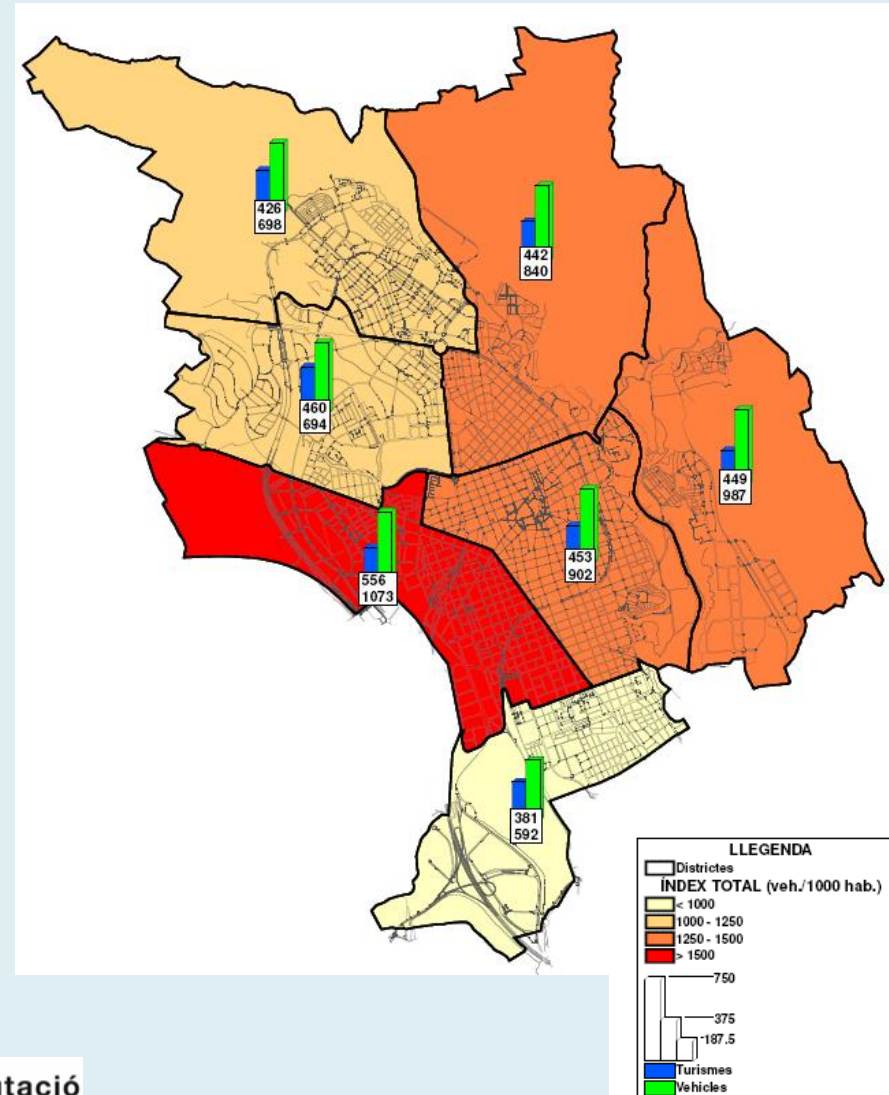 426
698
442
840
460
694
449
987
453
902
556
1073
381
592
LLEGENDA
Districtes
ÍNDEX TOTAL (veh./1000 hab.)
< 1000
1000 - 1250
1250 - 1500
> 1500
750
375
187.5
Turismes
Vehicles
utació